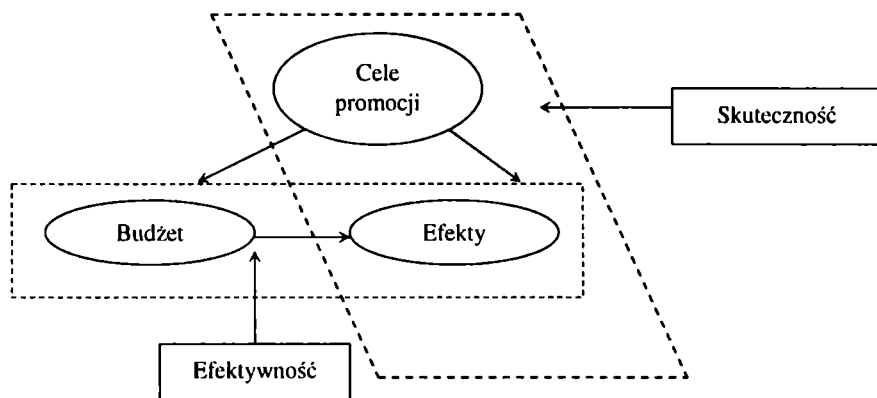 Cele
promocji
Skuteczność
Budżet
Efekty
Efektywność